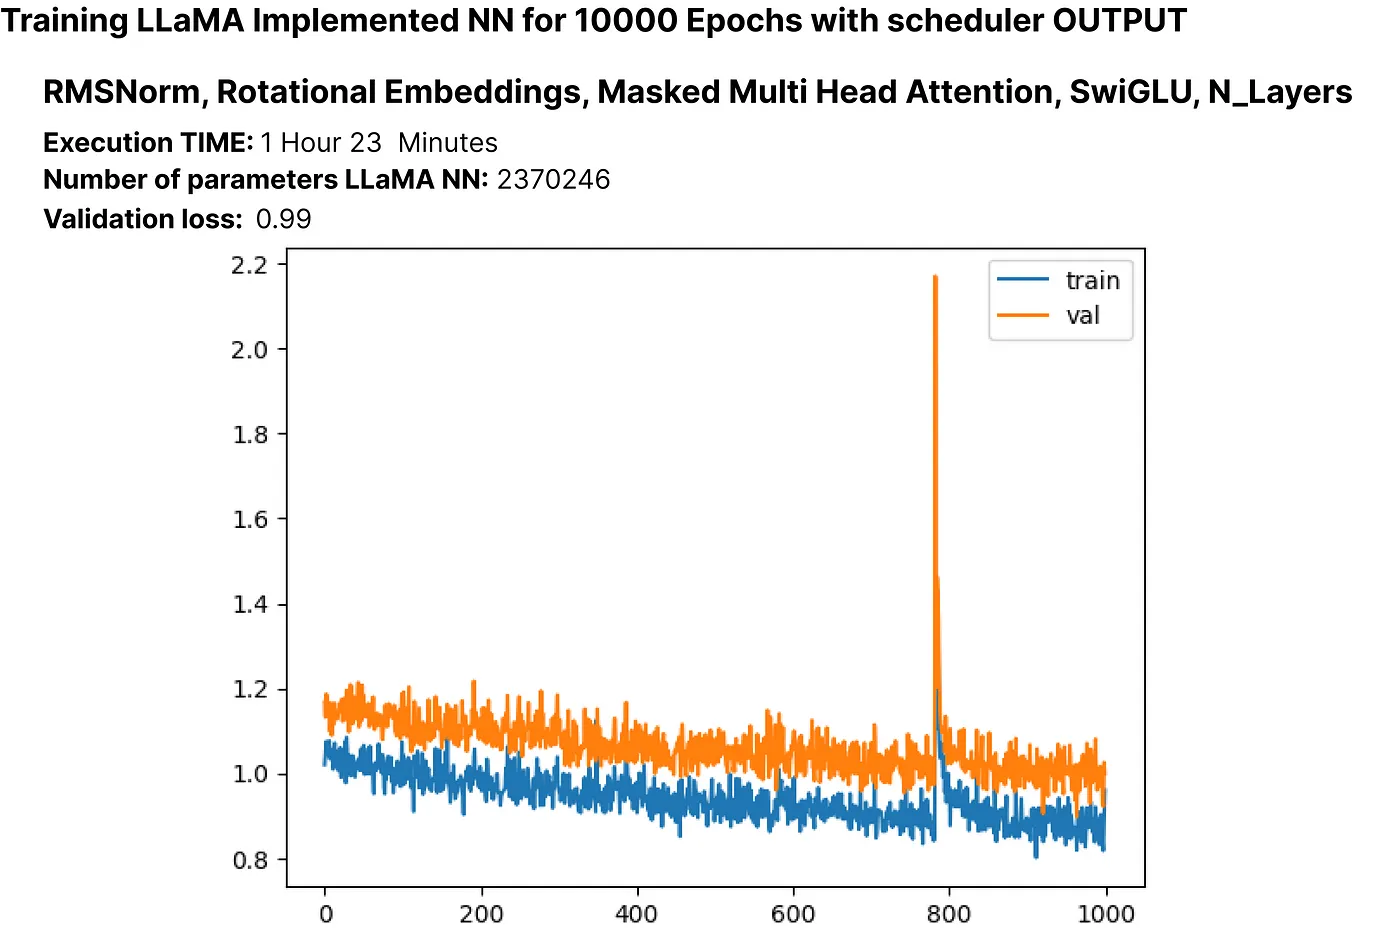 Training LLaMA Implemented NN for 10000 Epochs with scheduler OUTPUT
RMSNorm, Rotational Embeddings, Masked Multi Head Attention, SwiGLU, N_Layers
Execution TIME: 1 Hour 23 Minutes
Number of parameters LLaMA NN: 2370246
Validation loss: 0.99
2.2
2.0
1.8
1.6
1.4
1.2
1.0
0.8
train
val
0 200 400 600 800 1000